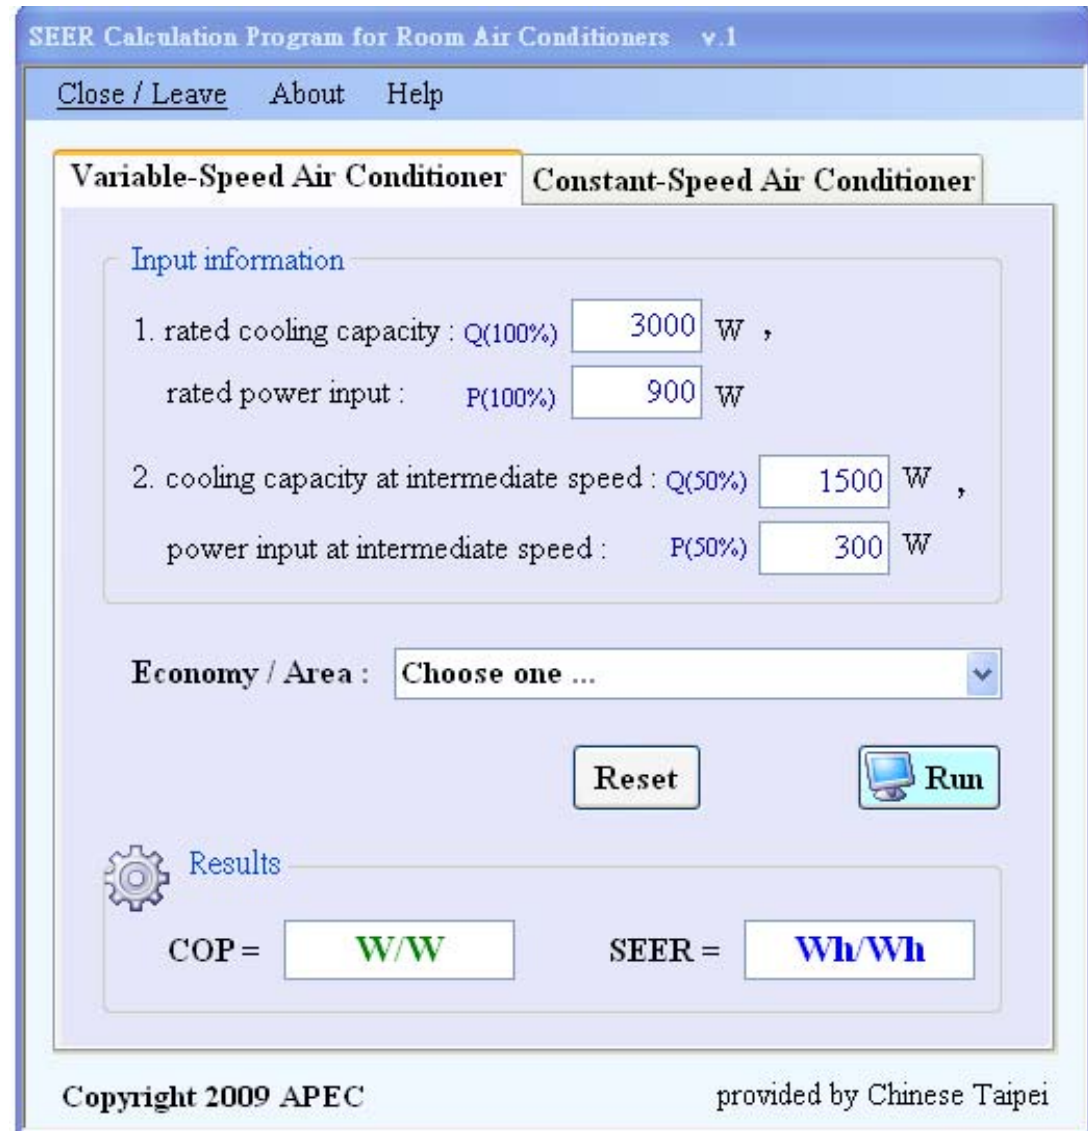 SEER Calculation Program for Room Air Conditioners v.1
Close / Leave About Help
Variable-Speed Air Conditioner Constant-Speed Air Conditioner
Input information
1. rated cooling capacity : Q(100%) 3000 W ,
rated power input : P(100%) 900 W
2. cooling capacity at intermediate speed : Q(50%) 1500 W ,
power input at intermediate speed : P(50%) 300 W
Economy / Area : Choose one ...
Reset Run
Results
COP = W/W SEER = Wh/Wh
Copyright 2009 APEC provided by Chinese Taipei